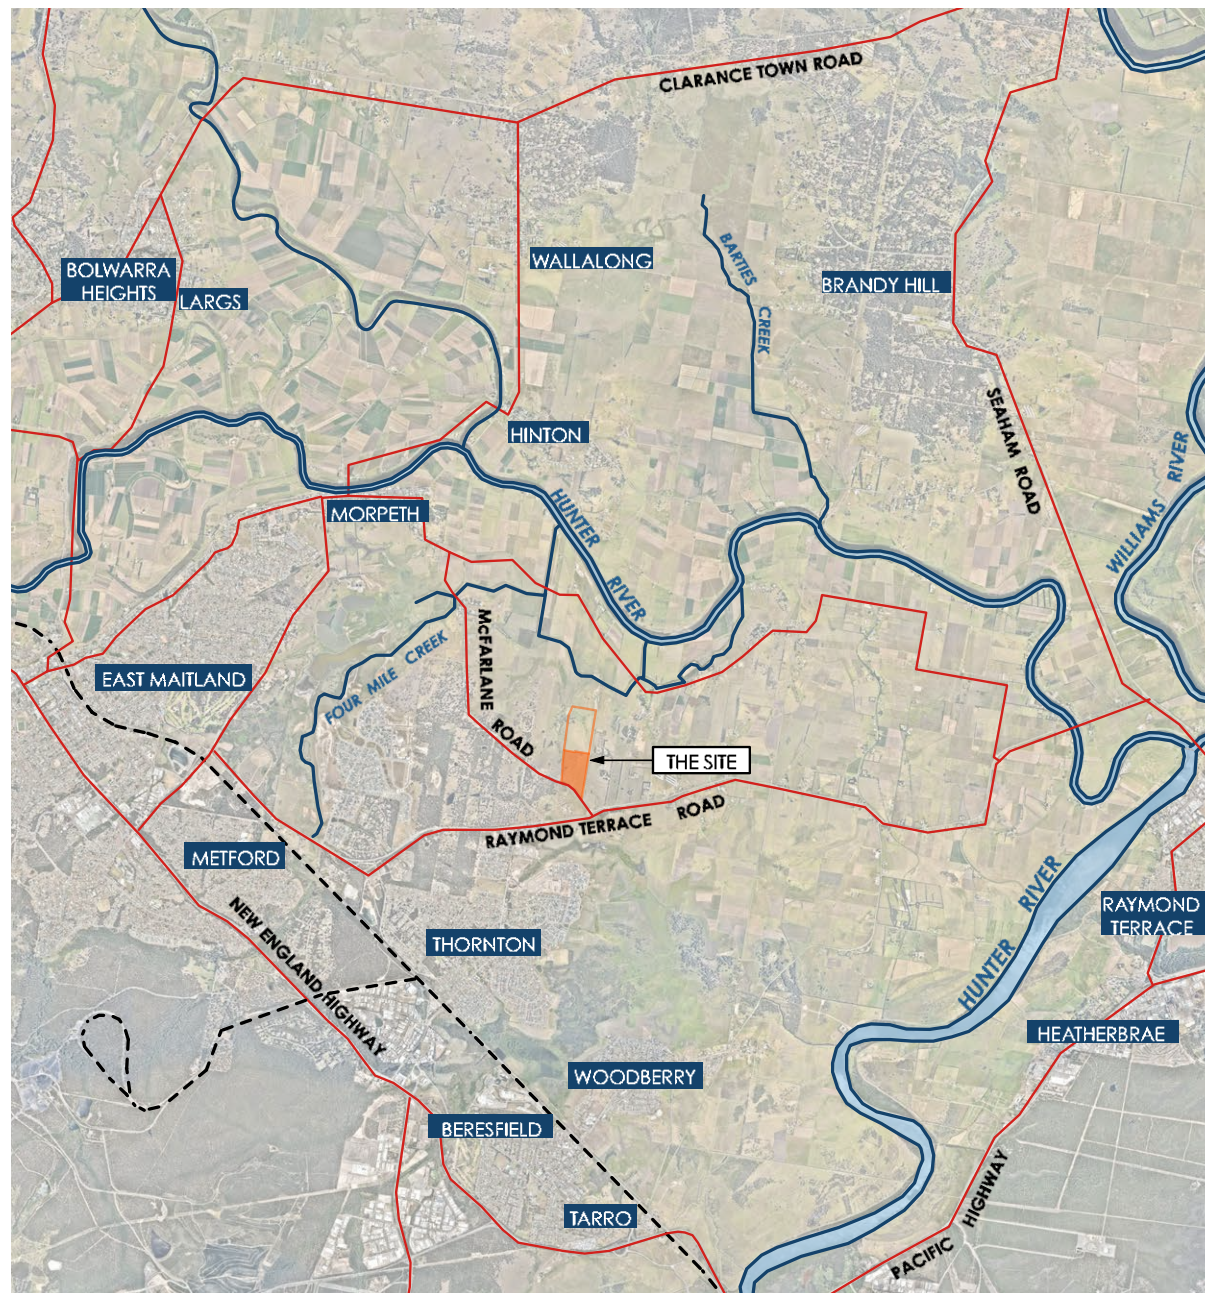 CLARANCE TOWN ROAD
BARTIES CREEK
WALLALONG
BOLWARRA
HEIGHTS
LARGS
BRANDY HILL
SEAHAM ROAD
HINTON
WILLIAMS RIVER
MORPETH
HUNTER RIVER
McFARLANE ROAD
FOUR MILE CREEK
EAST MAITLAND
THE SITE
RAYMOND TERRACE ROAD
METFORD
HUNTER RIVER
RAYMOND
TERRACE
NEW ENGLAND HIGHWAY
THORNTON
HEATHERBRAE
WOODBERRY
BERESFIELD
TARRO
PACIFIC HIGHWAY